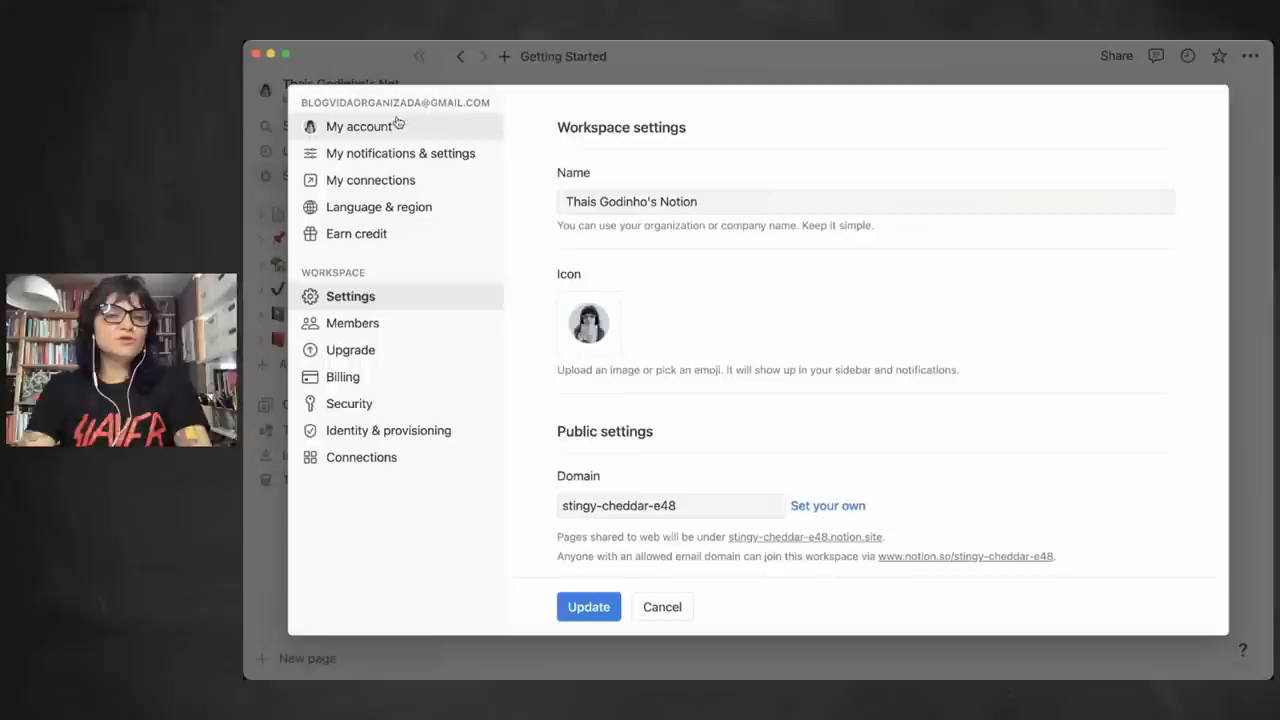 Getting Started
Share
Thais Godinho's Not
BLOGVIDAORGANIZADA@GMAIL.COM
My account
My notifications & settings
My connections
Language & region
Earn credit
WORKSPACE
Settings
Members
Upgrade
Billing
Security
Identity & provisioning
Connections
Workspace settings
Name
Thais Godinho's Notion
You can use your organization or company name. Keep it simple.
Icon
Upload an image or pick an emoji. It will show up in your sidebar and notifications.
Public settings
Domain
stingy-cheddar-e48 Set your own
Pages shared to web will be under stingy-cheddar-e48.notion.site.
Anyone with an allowed email domain can join this workspace via www.notion.so/stingy-cheddar-e48.
Update Cancel
New page
?
SLAYER